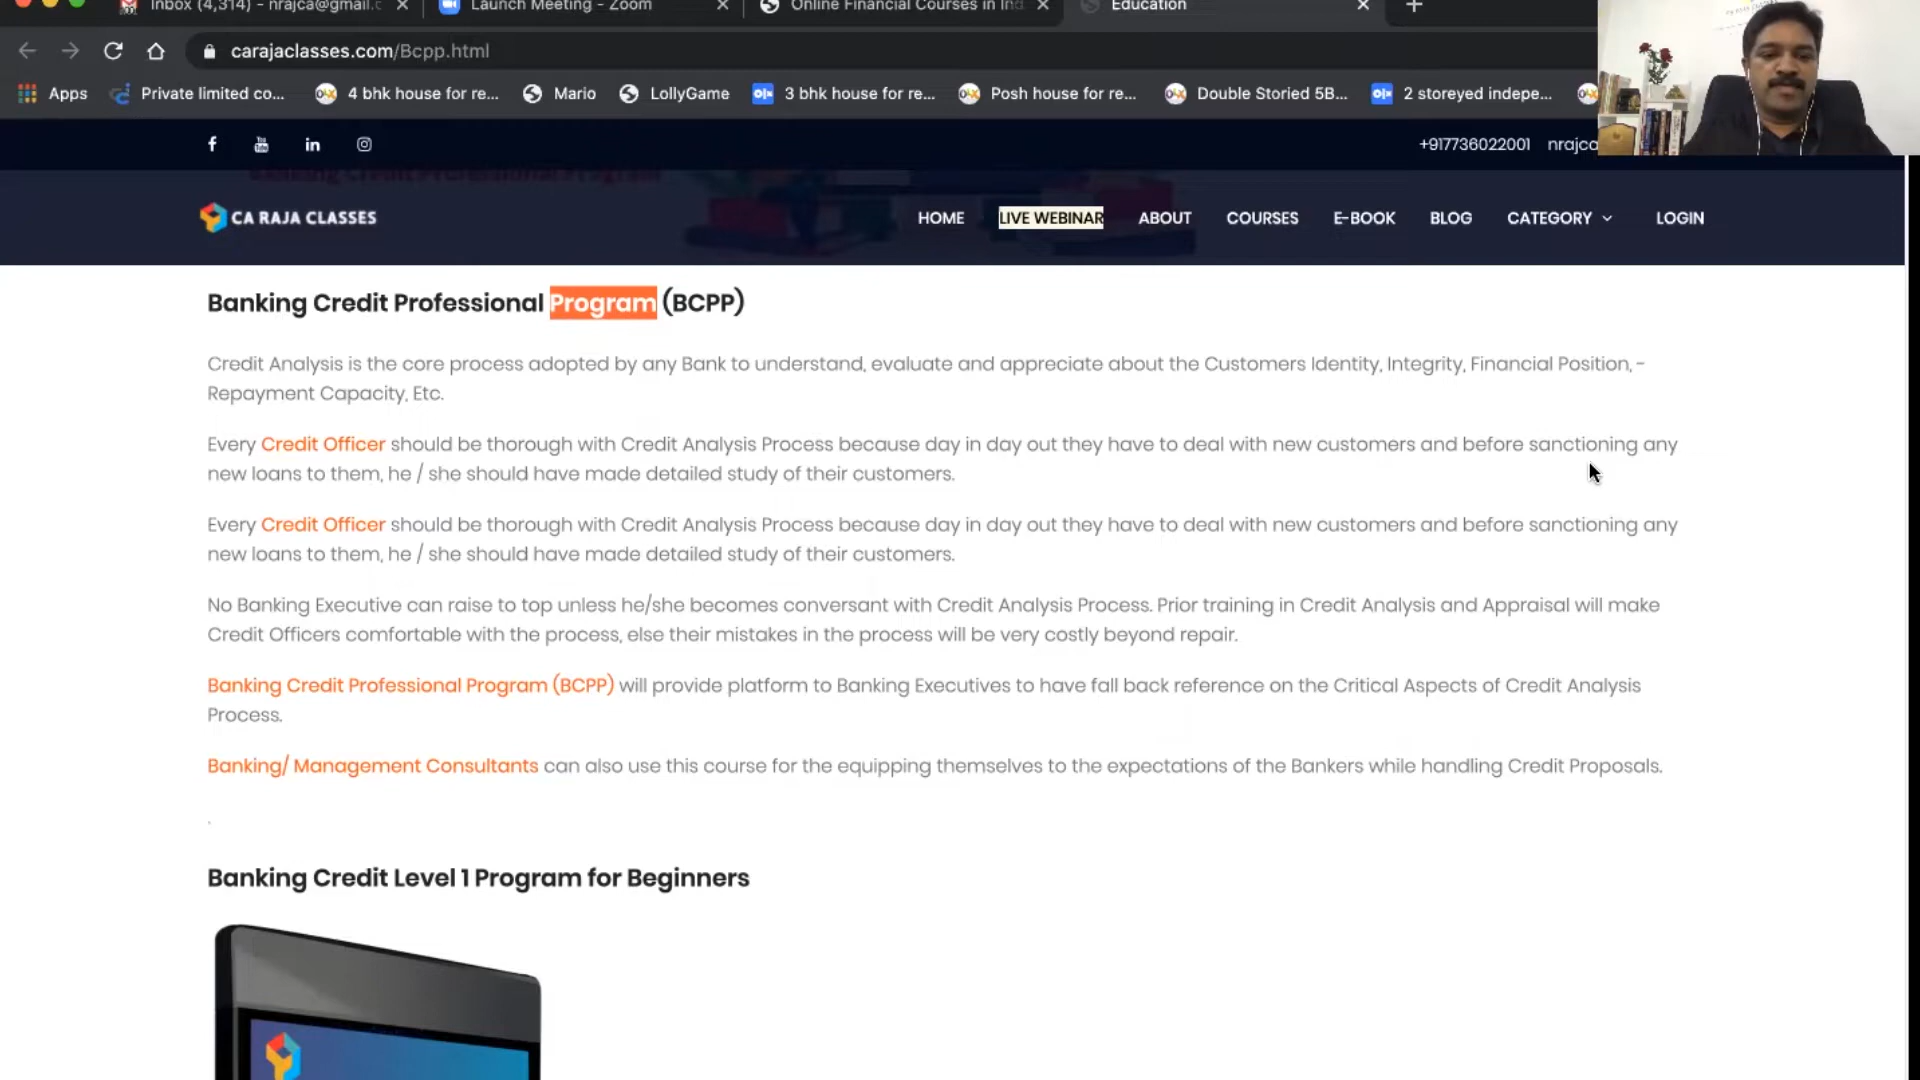 Inbox (4,314) - nrajca@gmail.c
Launch Meeting - Zoom
Online Financial Courses in Ind
Education
carajaclasses.com/Bcpp.html
Apps
Private limited co...
4 bhk house for re...
Mario
LollyGame
3 bhk house for re...
Posh house for re...
Double Storied 5B...
2 storeyed indepe...
+917736022001 nrajca
Banking Credit Professional Program
CA RAJA CLASSES
HOME
LIVE WEBINAR
ABOUT
COURSES
E-BOOK
BLOG
CATEGORY
LOGIN
Banking Credit Professional Program (BCPP)
Credit Analysis is the core process adopted by any Bank to understand, evaluate and appreciate about the Customers Identity, Integrity, Financial Position, -
Repayment Capacity, Etc.
Every Credit Officer should be thorough with Credit Analysis Process because day in day out they have to deal with new customers and before sanctioning any
new loans to them, he / she should have made detailed study of their customers.
Every Credit Officer should be thorough with Credit Analysis Process because day in day out they have to deal with new customers and before sanctioning any
new loans to them, he / she should have made detailed study of their customers.
No Banking Executive can raise to top unless he/she becomes conversant with Credit Analysis Process. Prior training in Credit Analysis and Appraisal will make
Credit Officers comfortable with the process, else their mistakes in the process will be very costly beyond repair.
Banking Credit Professional Program (BCPP) will provide platform to Banking Executives to have fall back reference on the Critical Aspects of Credit Analysis
Process.
Banking/ Management Consultants can also use this course for the equipping themselves to the expectations of the Bankers while handling Credit Proposals.
.
Banking Credit Level 1 Program for Beginners